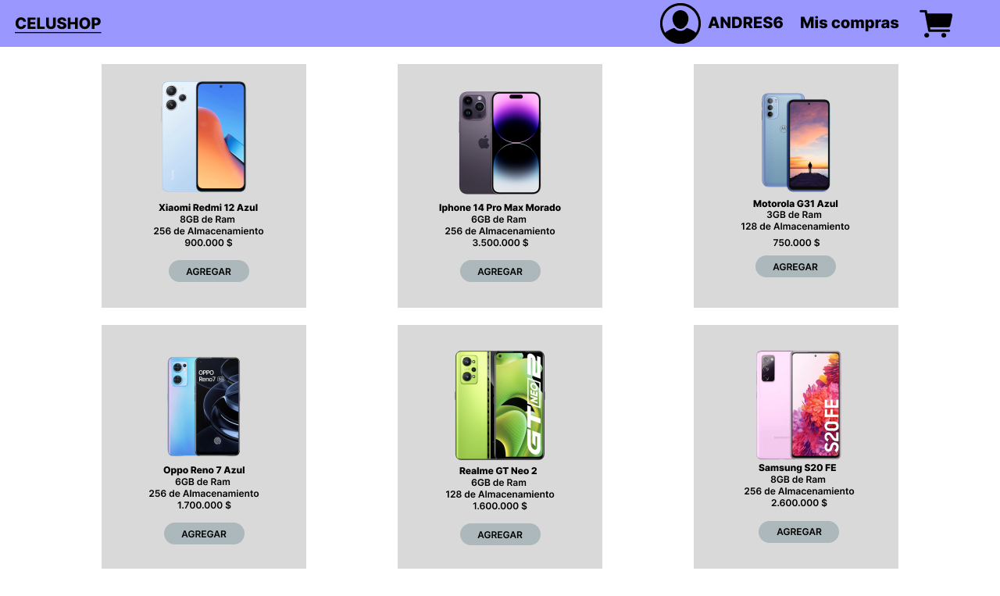 CELUSHOP
ANDRES6
Mis compras
Xiaomi Redmi 12 Azul
8GB de Ram
256 de Almacenamiento
900.000 $
AGREGAR
Iphone 14 Pro Max Morado
6GB de Ram
256 de Almacenamiento
3.500.000 $
AGREGAR
Motorola G31 Azul
3GB de Ram
128 de Almacenamiento
750.000 $
AGREGAR
OPPO
Reno7
Oppo Reno 7 Azul
6GB de Ram
256 de Almacenamiento
1.700.000 $
AGREGAR
GT NEO 2
Realme GT Neo 2
6GB de Ram
128 de Almacenamiento
1.600.000 $
AGREGAR
S20 FE
Samsung S20 FE
8GB de Ram
256 de Almacenamiento
2.600.000 $
AGREGAR